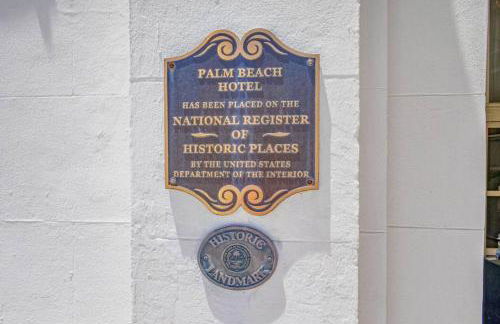 PALM BEACH
HOTEL
HAS BEEN PLACED ON THE
NATIONAL REGISTER
OF
HISTORIC PLACES
BY THE UNITED STATES
DEPARTMENT OF THE INTERIOR
HISTORIC
LANDMARK